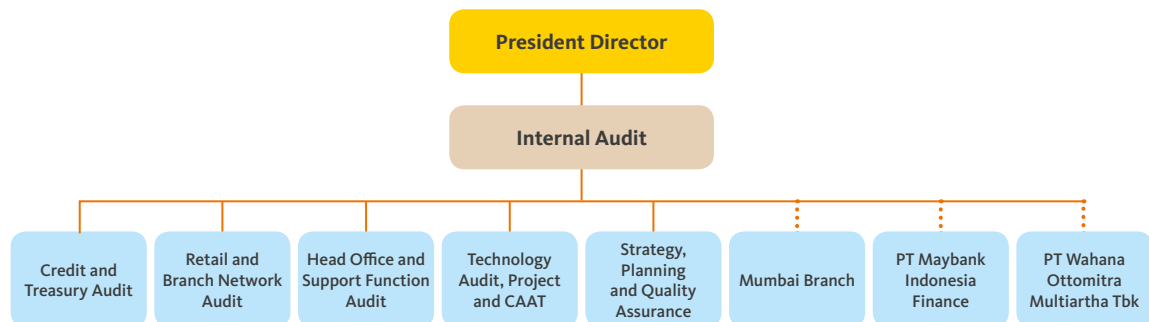 President Director
Internal Audit
Credit and
Treasury Audit
Retail and
Branch Network
Audit
Head Office and
Support Function
Audit
Technology
Audit, Project
and CAAT
Strategy,
Planning
and Quality
Assurance
Mumbai Branch
PT Maybank
Indonesia
Finance
PT Wahana
Ottomitra
Multiartha Tbk